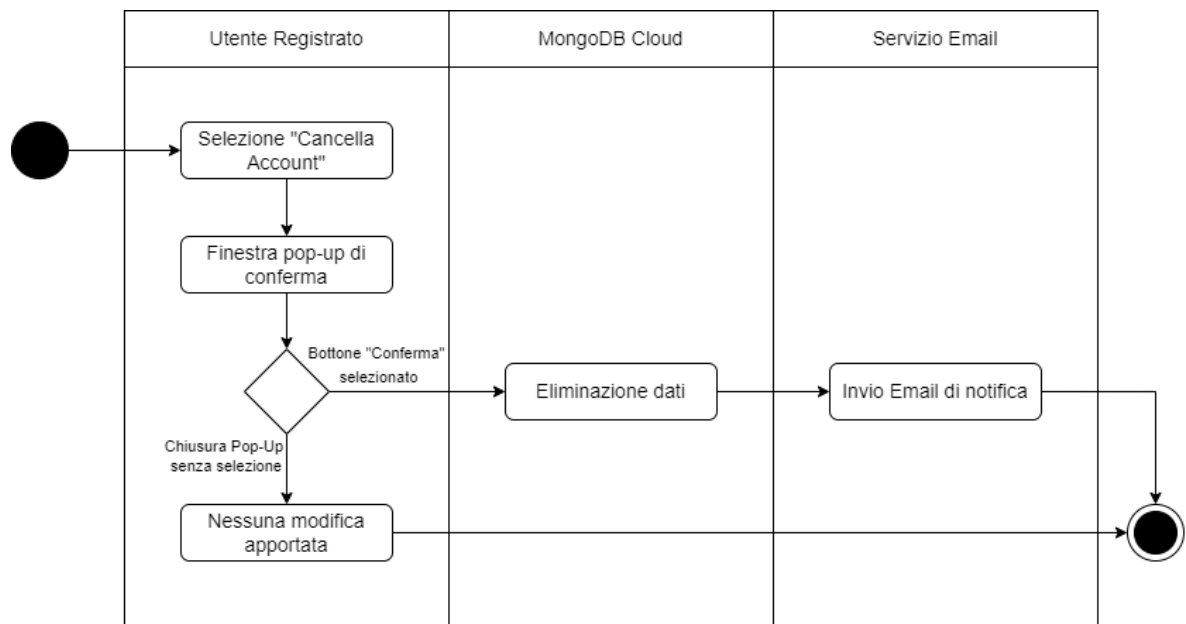 Utente Registrato
MongoDB Cloud
Servizio Email
Selezione "Cancella
Account"
Finestra pop-up di
conferma
Bottone "Conferma"
selezionato
Eliminazione dati
Invio Email di notifica
Chiusura Pop-Up
senza selezione
Nessuna modifica
apportata